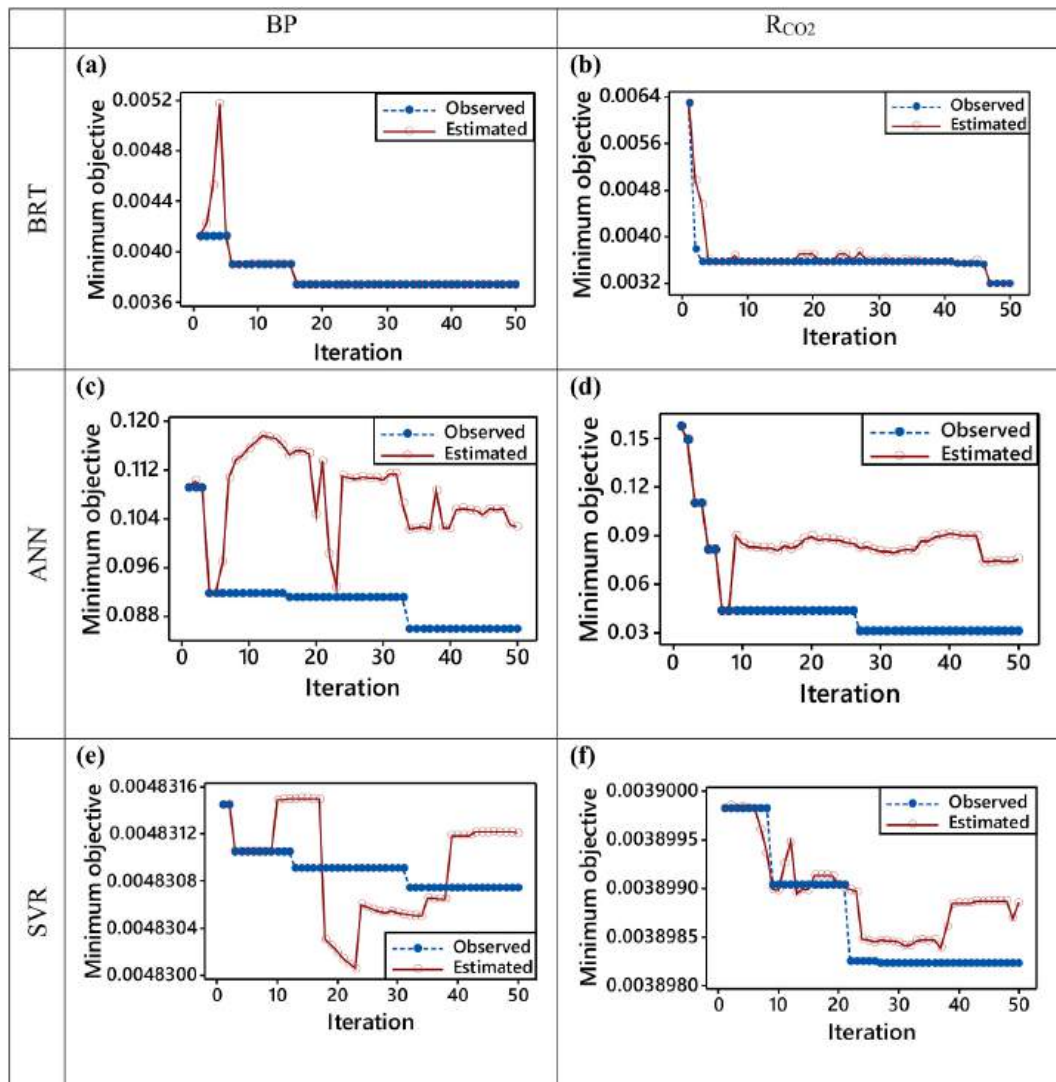 BP
R_CO2
BRT
(a)
0.0052
0.0048
0.0044
0.0040
0.0036
Minimum objective
Observed
Estimated
0 10 20 30 40 50
Iteration
(b)
0.0064
0.0056
0.0048
0.0040
0.0032
Minimum objective
Observed
Estimated
0 10 20 30 40 50
Iteration
ANN
(c)
0.120
0.112
0.104
0.096
0.088
Minimum objective
Observed
Estimated
0 10 20 30 40 50
Iteration
(d)
0.15
0.12
0.09
0.06
0.03
Minimum objective
Observed
Estimated
0 10 20 30 40 50
Iteration
SVR
(e)
0.0048316
0.0048312
0.0048308
0.0048304
0.0048300
Minimum objective
Observed
Estimated
0 10 20 30 40 50
Iteration
(f)
0.0039000
0.0038995
0.0038990
0.0038985
0.0038980
Minimum objective
Observed
Estimated
0 10 20 30 40 50
Iteration